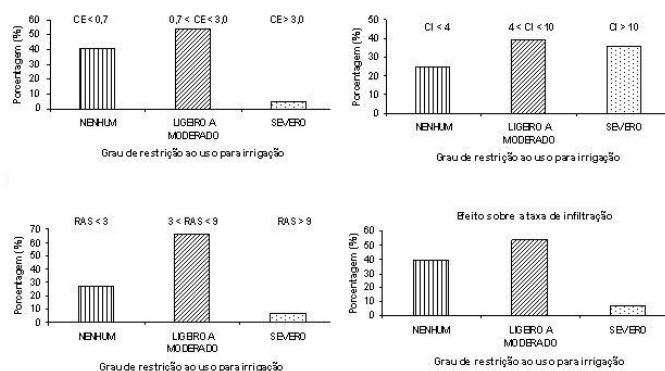 CE < 0,7 0,7 < CE < 3,0 CE > 3,0
Porcentagem (%)
60
50
40
30
20
10
0
NENHUM LIGEIRO A MODERADO SEVERO
Grau de restrição ao uso para irrigação
Cl < 4 4 < Cl < 10 Cl > 10
Porcentagem (%)
50
40
30
20
10
0
NENHUM LIGEIRO A MODERADO SEVERO
Grau de restrição ao uso para irrigação
RAS < 3 3 < RAS < 9 RAS > 9
Porcentagem (%)
70
60
50
40
30
20
10
0
NENHUM LIGEIRO A MODERADO SEVERO
Grau de restrição ao uso para irrigação
Efeito sobre a taxa de infiltração
Porcentagem (%)
60
50
40
30
20
10
0
NENHUM LIGEIRO A MODERADO SEVERO
Grau de restrição ao uso para irrigação